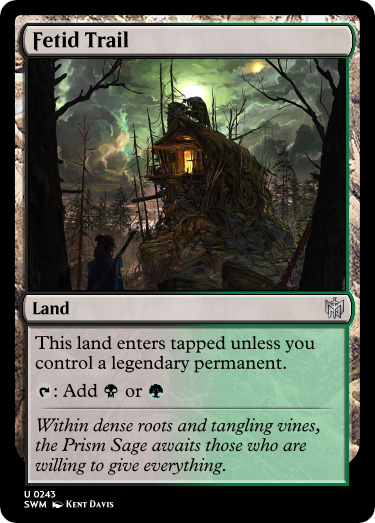 Fetid Trail
Land
This land enters tapped unless you
control a legendary permanent.
: Add or
Within dense roots and tangling vines,
the Prism Sage awaits those who are
willing to give everything.
U 0243
SWM Kent Davis